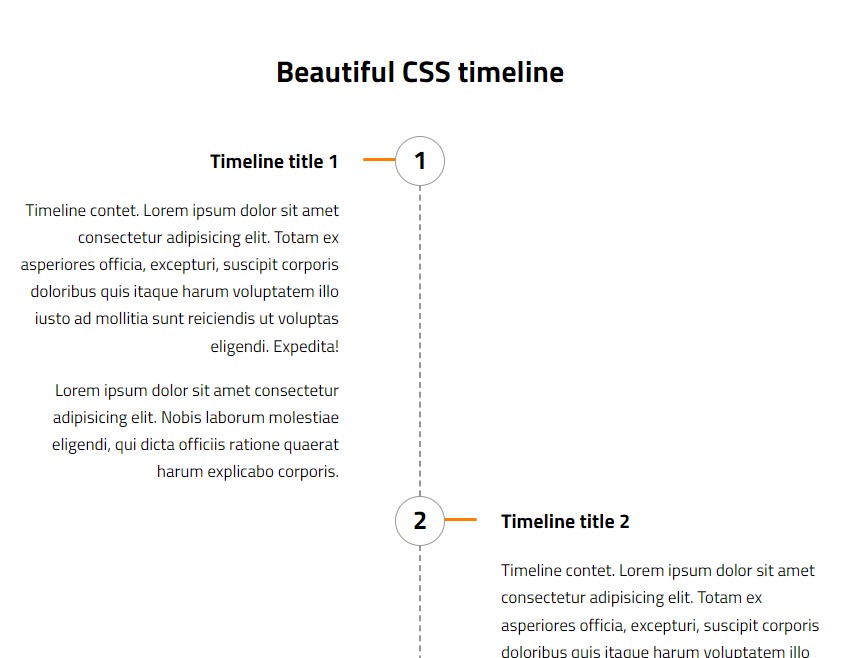 Beautiful CSS timeline
Timeline title 1
1
Timeline contet. Lorem ipsum dolor sit amet
consectetur adipisicing elit. Totam ex
asperiores officia, excepturi, suscipit corporis
doloribus quis itaque harum voluptatem illo
iusto ad mollitia sunt reiciendis ut voluptas
eligendi. Expedita!
Lorem ipsum dolor sit amet consectetur
adipisicing elit. Nobis laborum molestiae
eligendi, qui dicta officiis ratione quaerat
harum explicabo corporis.
2
Timeline title 2
Timeline contet. Lorem ipsum dolor sit amet
consectetur adipisicing elit. Totam ex
asperiores officia, excepturi, suscipit corporis
doloribus quis itaque harum voluptatem illo